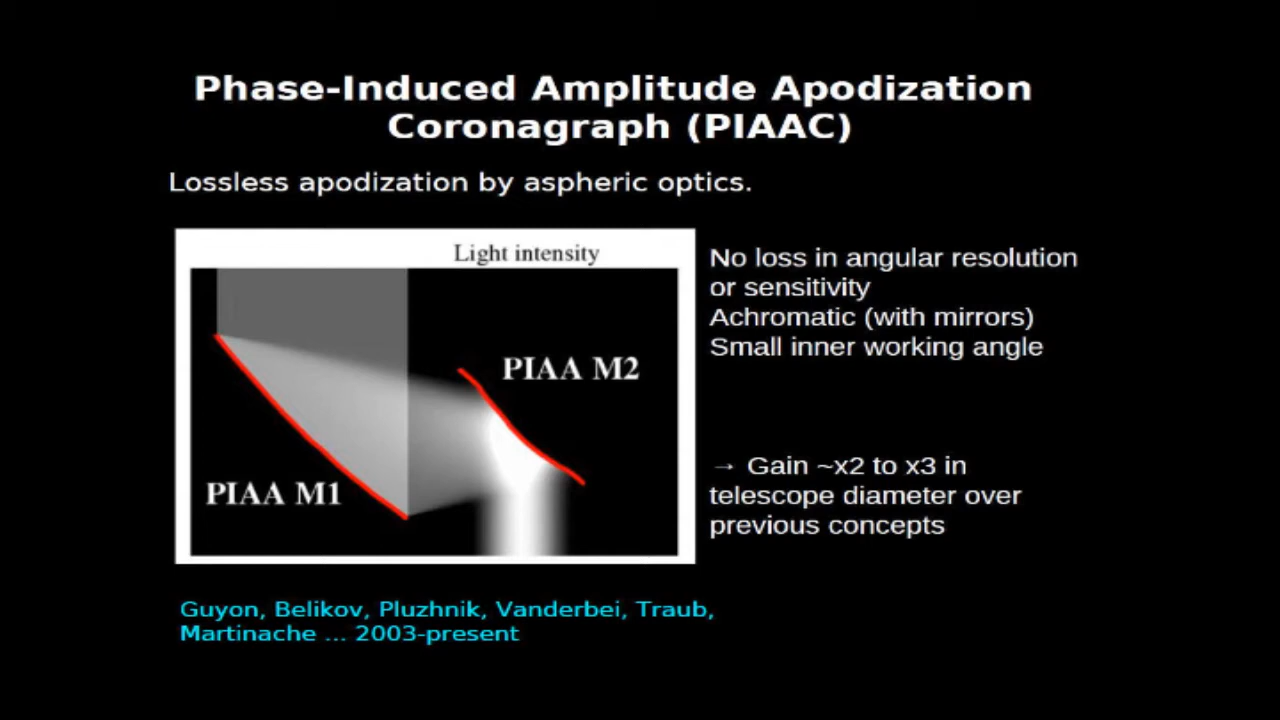 Phase-Induced Amplitude Apodization
Coronagraph (PIAAC)
Lossless apodization by aspheric optics.
Light intensity
PIAA M2
PIAA M1
No loss in angular resolution
or sensitivity
Achromatic (with mirrors)
Small inner working angle
→ Gain ~x2 to x3 in
telescope diameter over
previous concepts
Guyon, Belikov, Pluzhnik, Vanderbei, Traub,
Martinache ... 2003-present